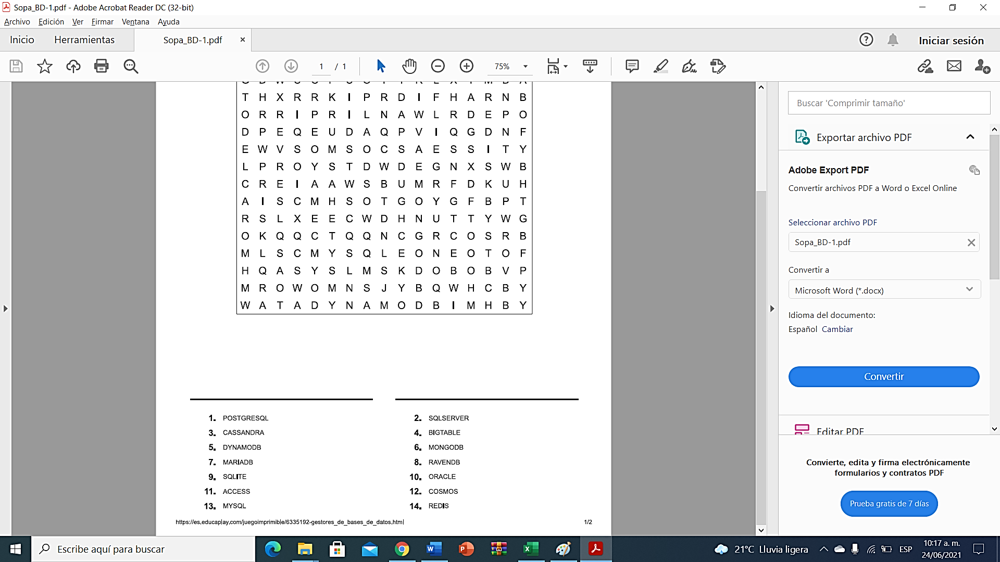 Sopa_BD-1.pdf - Adobe Acrobat Reader DC (32-bit)
Archivo Edición Ver Firmar Ventana Ayuda
Inicio Herramientas Sopa_BD-1.pdf Iniciar sesión
1 / 1 75%
T H X R R K I P R D I F H A R N B
O R R I P R I L N A W L R D E P O
D P E Q E U D A Q P V I Q G D N F
E W V S O M S O C S A E S S I T Y
L P R O Y S T D W D E G N X S W B
C R E I A A W S B U M R F D K U H
A I S C M H S O T G O Y G F B P T
R S L X E E C W D H N U T T Y W G
O K Q Q C T Q Q N C G R C O S R B
M L S C M Y S Q L E O N E O T O F
H Q A S Y S L M S K D O B O B V P
M R O W O M N S J Y B Q W H C B Y
W A T A D Y N A M O D B I M H B Y
1. POSTGRESQL 2. SQLSERVER
3. CASSANDRA 4. BIGTABLE
5. DYNAMODB 6. MONGODB
7. MARIADB 8. RAVENDB
9. SQLITE 10. ORACLE
11. ACCESS 12. COSMOS
13. MYSQL 14. REDIS
https://es.educaplay.com/juegoimprimible/6335192-gestores_de_bases_de_datos.html 1/2
Buscar 'Comprimir tamaño'
Exportar archivo PDF
Adobe Export PDF
Convertir archivos PDF a Word o Excel Online
Seleccionar archivo PDF
Sopa_BD-1.pdf
Convertir a
Microsoft Word (*.docx)
Idioma del documento:
Español Cambiar
Convertir
Editar PDF
Convierte, edita y firma electrónicamente
formularios y contratos PDF
Prueba gratis de 7 días
Escribe aquí para buscar
21°C Lluvia ligera
ESP
10:17 a. m.
24/06/2021